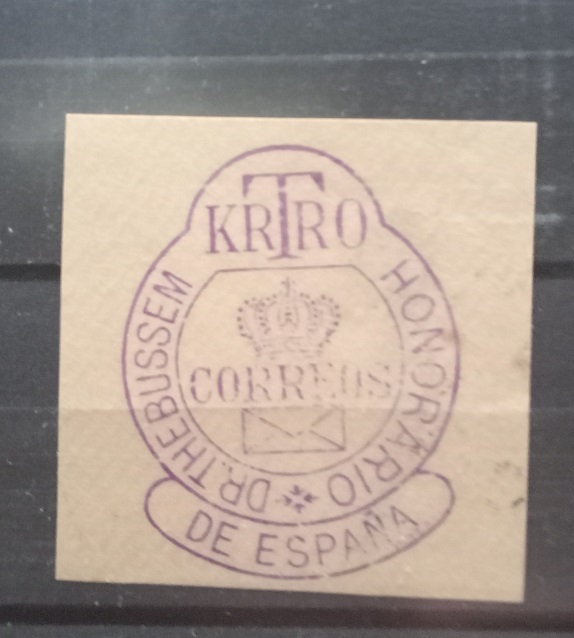 KRTRO
DR. THEBUSSEM
HONORARIO
CORREOS
DE ESPAÑA